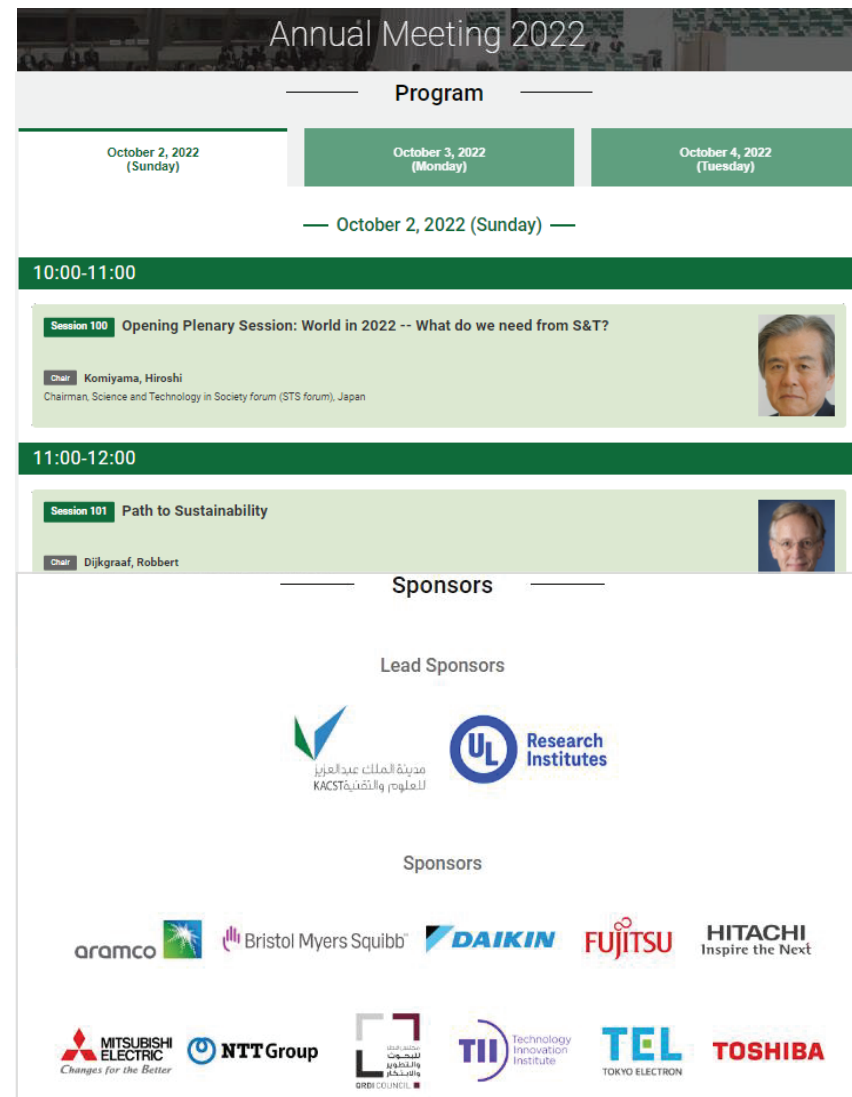 Annual Meeting 2022
Program
October 2, 2022
(Sunday)
October 3, 2022
(Monday)
October 4, 2022
(Tuesday)
October 2, 2022 (Sunday)
10:00-11:00
Session 100 Opening Plenary Session: World in 2022 -- What do we need from S&T?
Chair Komiyama, Hiroshi
Chairman, Science and Technology in Society forum (STS forum), Japan
11:00-12:00
Session 101 Path to Sustainability
Chair Dijkgraaf, Robbert
Sponsors
Lead Sponsors
مدينة الملك عبدالعزيز
للعلوم والتقنية KACST
UL Research
Institutes
Sponsors
aramco
Bristol Myers Squibb™
DAIKIN
FUJITSU
HITACHI
Inspire the Next
MITSUBISHI
ELECTRIC
Changes for the Better
NTT Group
للبحوث
والتطوير
والابتكار
QRDI COUNCIL
TII Technology
Innovation
Institute
TEL
TOKYO ELECTRON
TOSHIBA